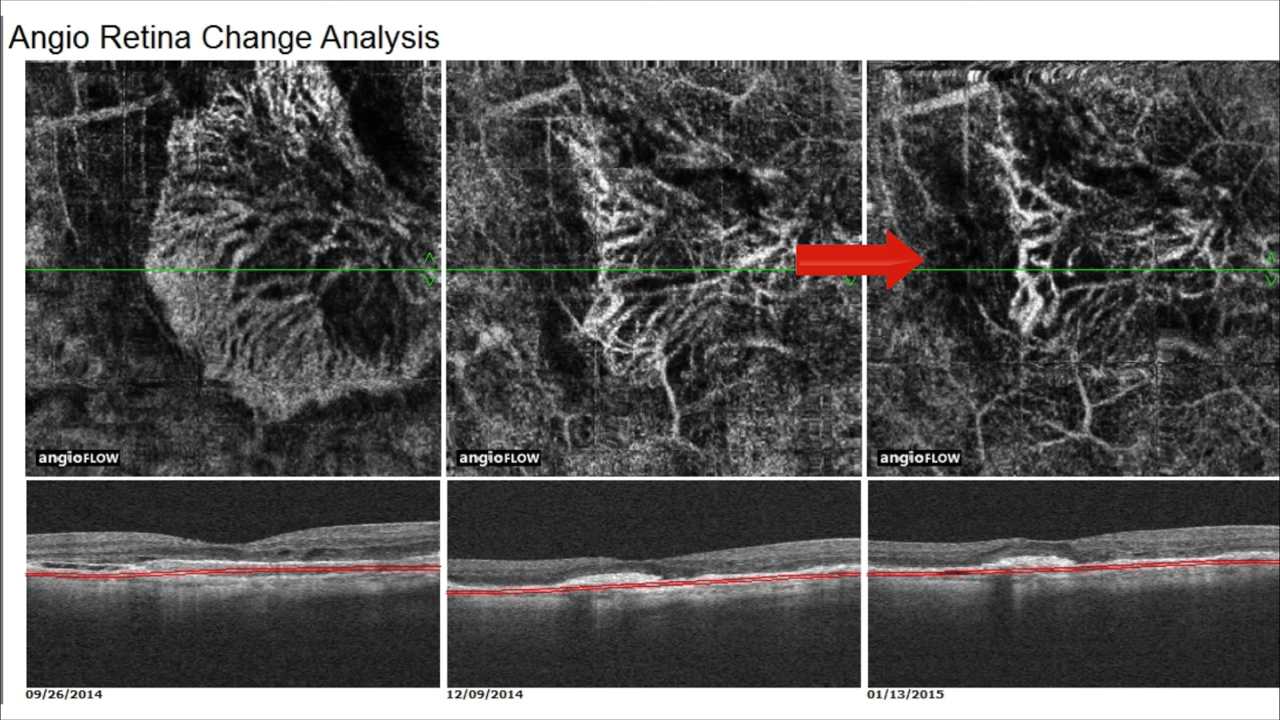 Angio Retina Change Analysis
angioFLOW
angioFLOW
angioFLOW
09/26/2014
12/09/2014
01/13/2015